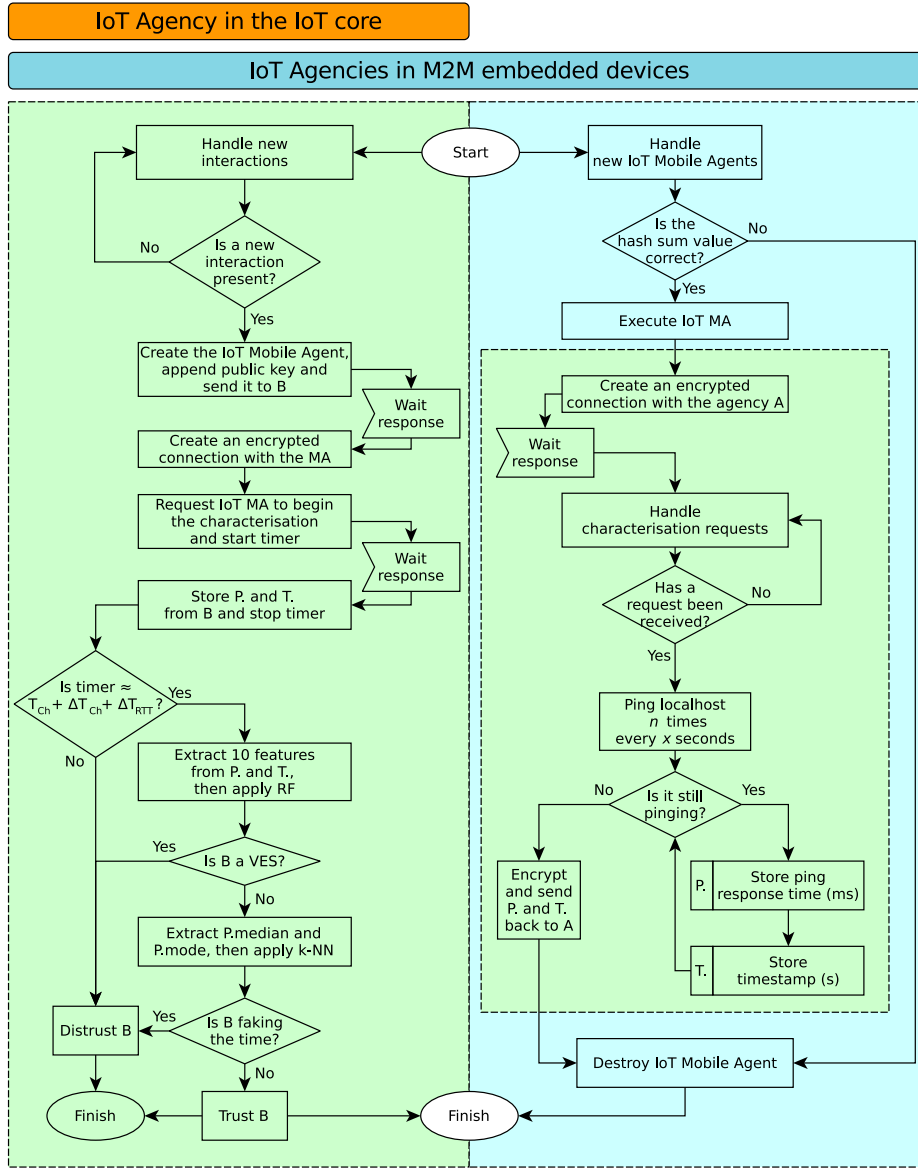 IoT Agency in the IoT core
IoT Agencies in M2M embedded devices
Start
Handle new
interactions
Is a new
interaction
present?
No
Yes
Create the IoT Mobile Agent,
append public key and
send it to B
Wait
response
Create an encrypted
connection with the MA
Request IoT MA to begin
the characterisation
and start timer
Wait
response
Store P. and T.
from B and stop timer
Is timer ≈
T_Ch + ΔT_Ch + ΔT_RTT ?
Yes
No
Extract 10 features
from P. and T.,
then apply RF
Is B a VES?
Yes
No
Extract P.median and
P.mode, then apply k-NN
Is B faking
the time?
Yes
No
Distrust B
Trust B
Finish
Handle
new IoT Mobile Agents
Is the
hash sum value
correct?
No
Yes
Execute IoT MA
Create an encrypted
connection with the agency A
Wait
response
Handle
characterisation requests
Has a
request been
received?
No
Yes
Ping localhost
n times
every x seconds
Is it still
pinging?
No
Yes
Encrypt
and send
P. and T.
back to A
P.
Store ping
response time (ms)
T.
Store
timestamp (s)
Destroy IoT Mobile Agent
Finish